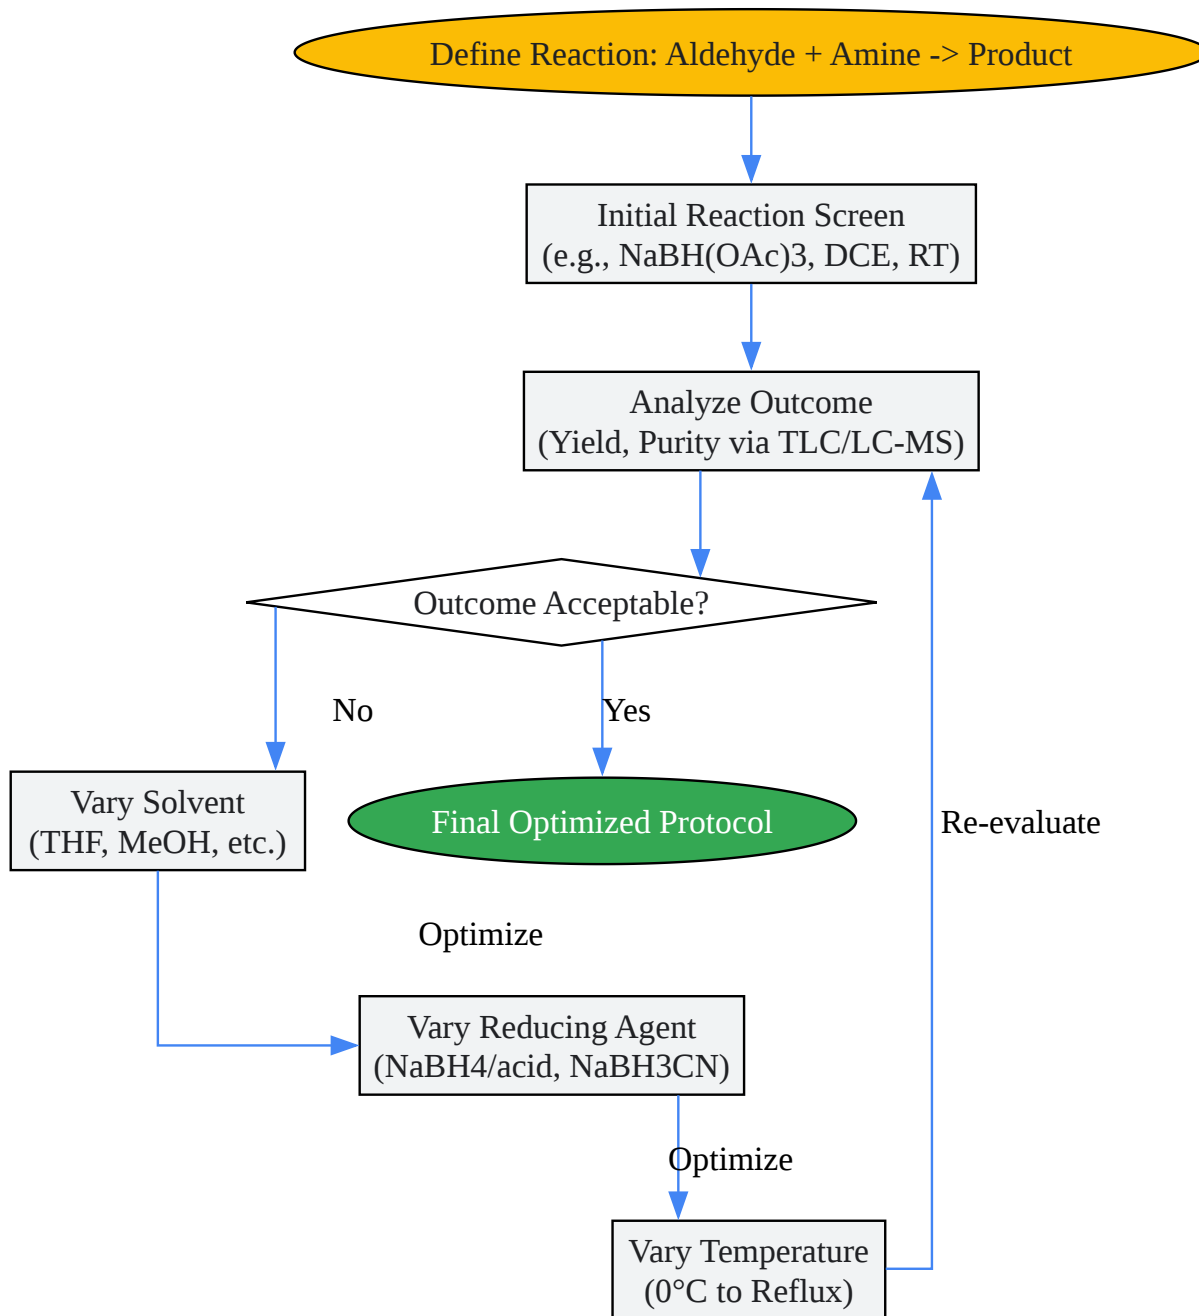 Define Reaction: Aldehyde + Amine -> Product
Initial Reaction Screen
(e.g., NaBH(OAc)3, DCE, RT)
Analyze Outcome
(Yield, Purity via TLC/LC-MS)
Outcome Acceptable?
No
Yes
Vary Solvent
(THF, MeOH, etc.)
Final Optimized Protocol
Re-evaluate
Optimize
Vary Reducing Agent
(NaBH4/acid, NaBH3CN)
Optimize
Vary Temperature
(0°C to Reflux)